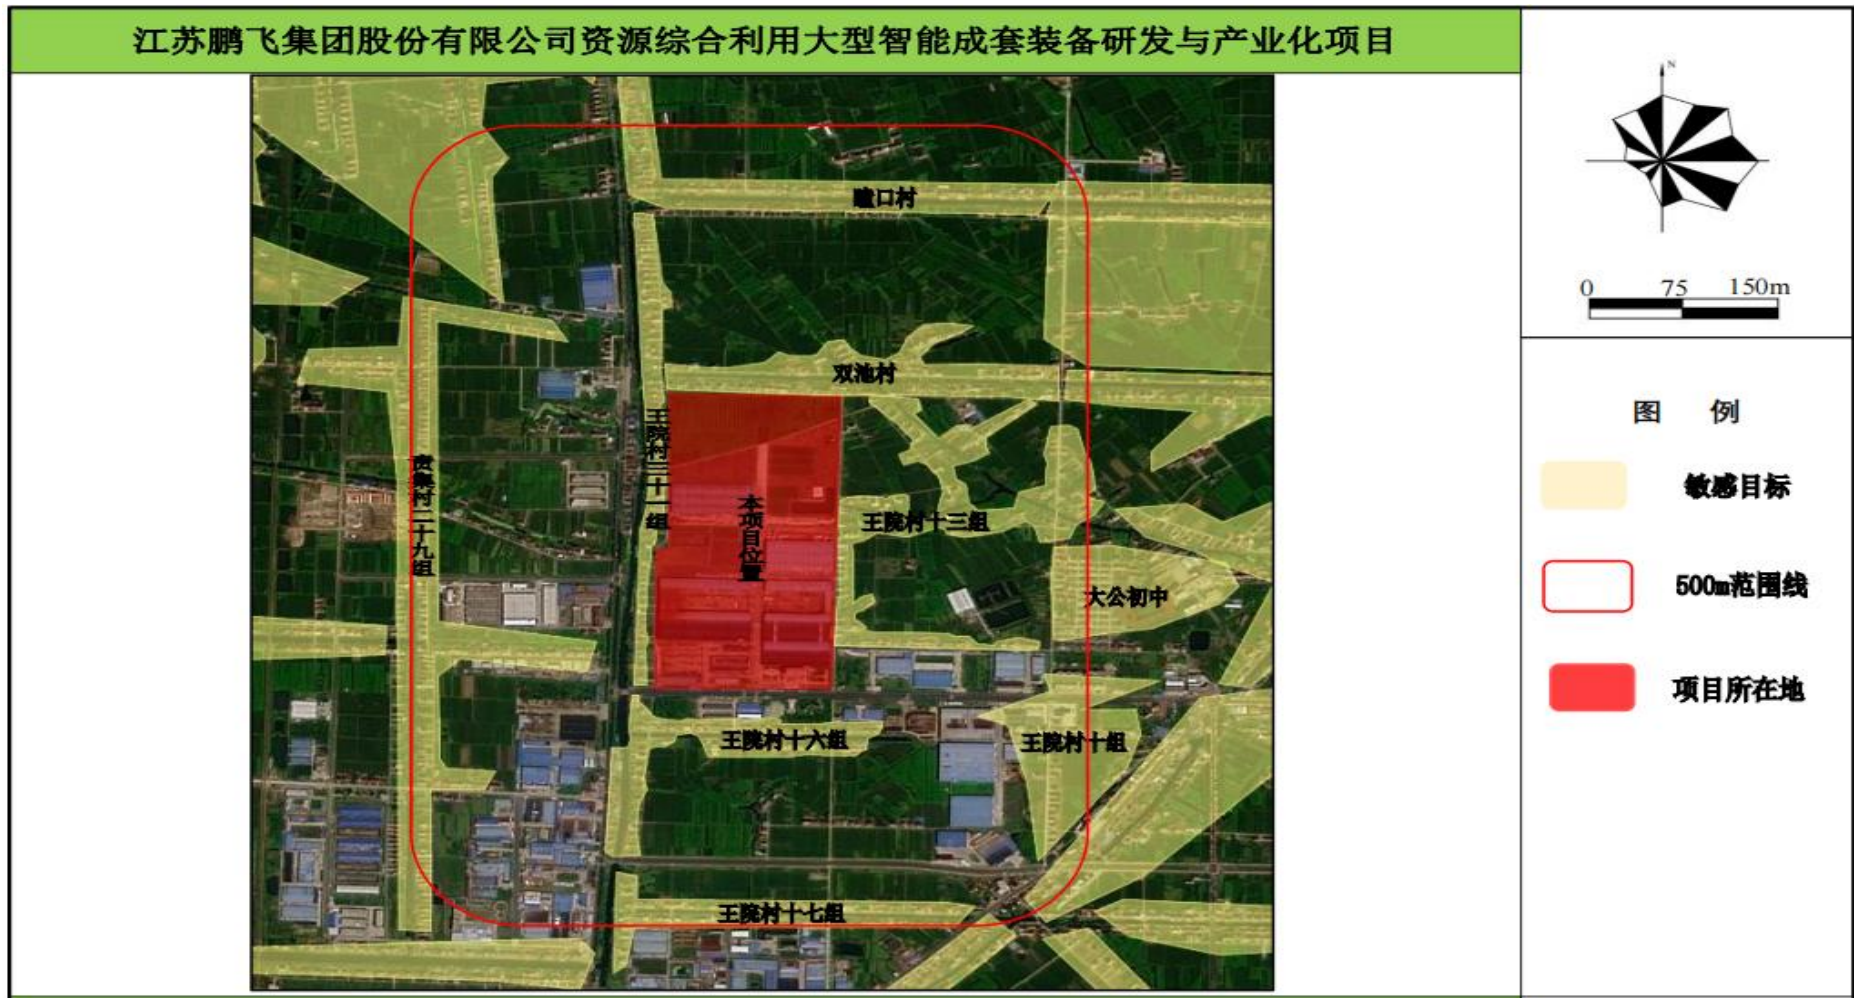 江苏鹏飞集团股份有限公司资源综合利用大型智能成套装备研发与产业化项目
N
0 75 150m
双池村
王院村三十一组
贲集村二十九组
本项目位置
王院村十三组
大公初中
王院村十六组
王院村十组
王院村十七组
图 例
敏感目标
500m范围线
项目所在地